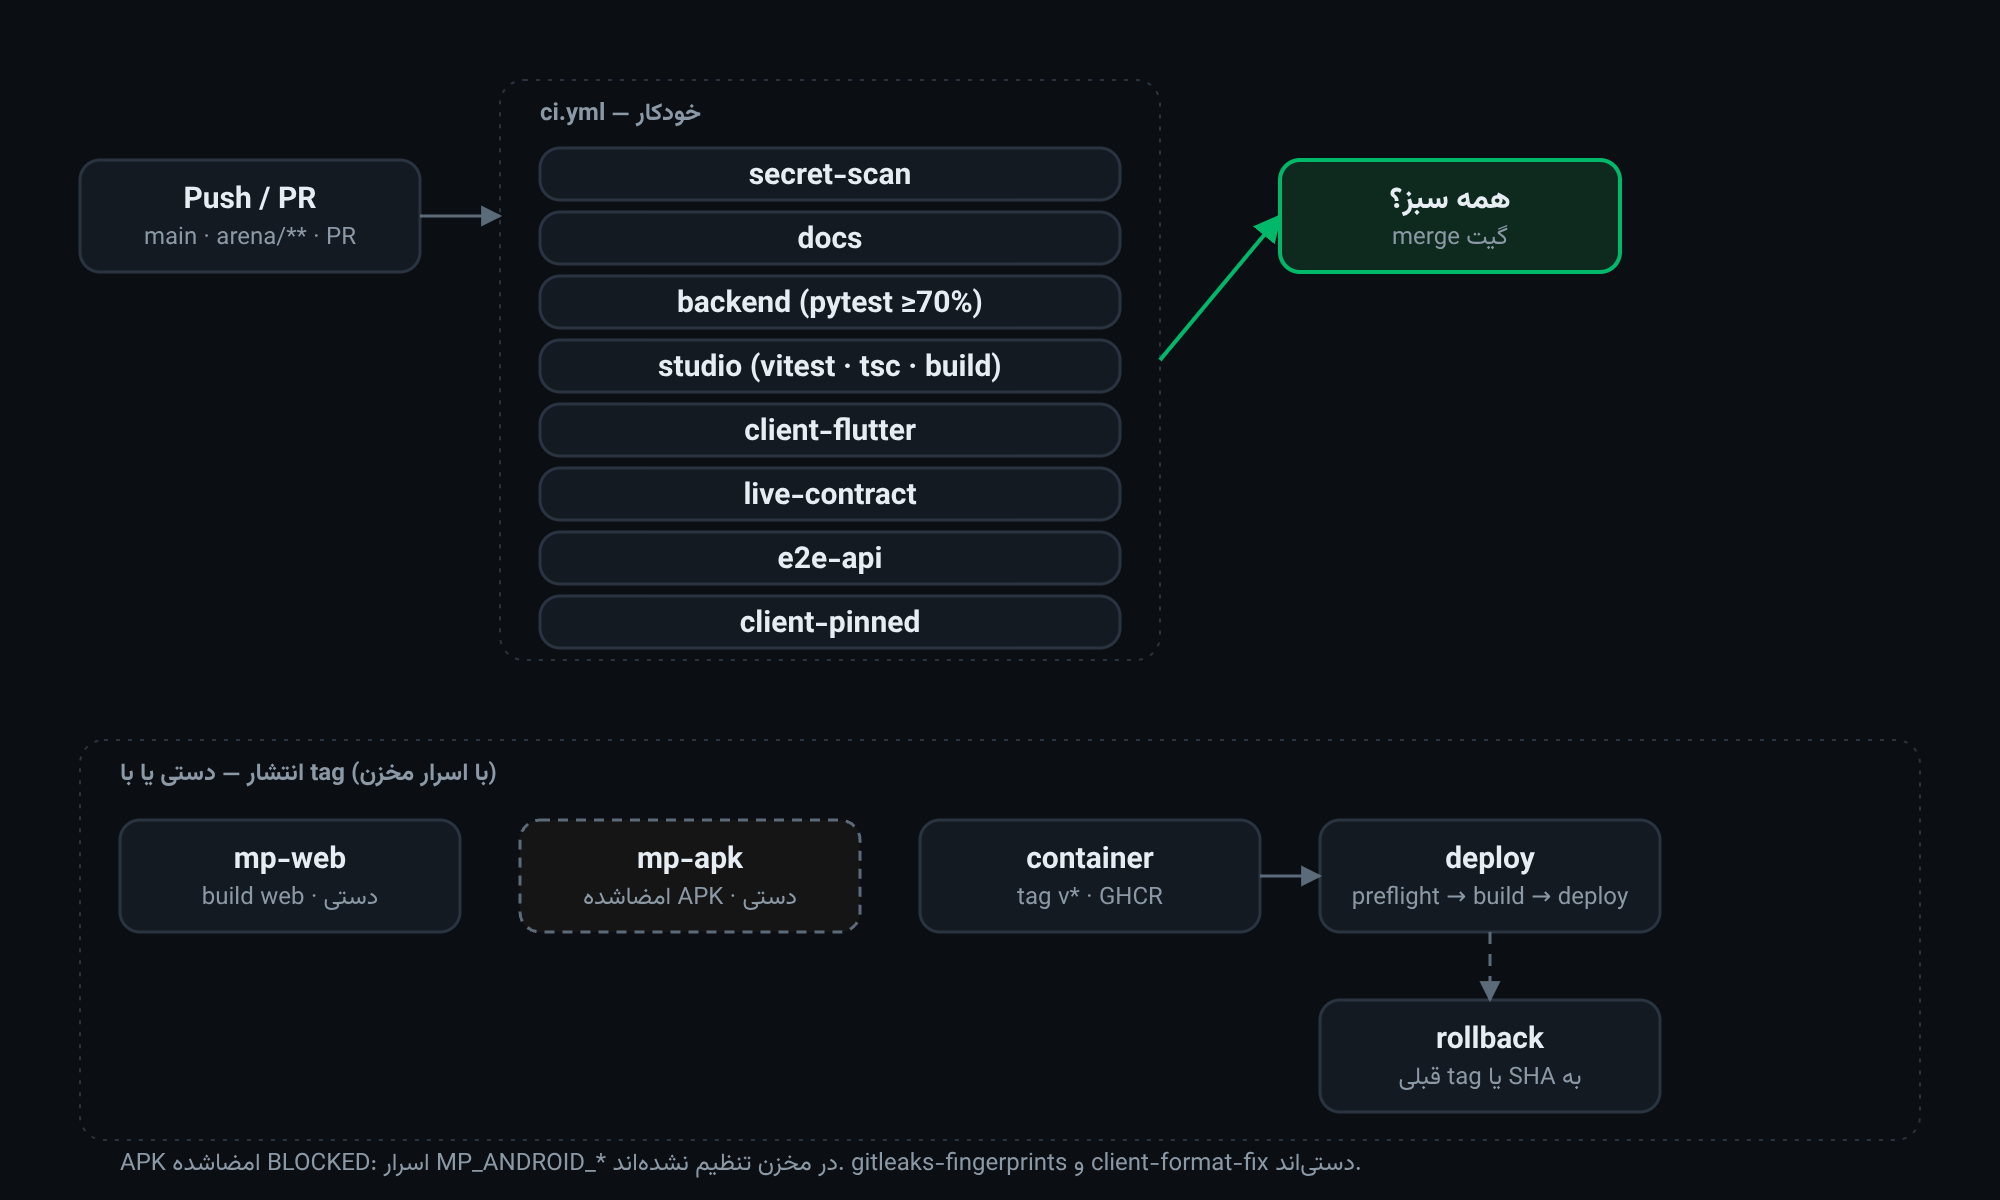 ci.yml — خودکار
Push / PR
main · arena/** · PR
secret-scan
docs
backend (pytest ≥70%)
studio (vitest · tsc · build)
client-flutter
live-contract
e2e-api
client-pinned
همه سبز؟
گیت merge
انتشار — دستی یا با tag (با اسرار مخزن)
mp-web
build web · دستی
mp-apk
امضاشده APK · دستی
container
tag v* · GHCR
deploy
preflight → build → deploy
rollback
به SHA یا tag قبلی
APK امضاشده BLOCKED: اسرار MP_ANDROID_* در مخزن تنظیم نشده‌اند. gitleaks-fingerprints و client-format-fix دستی‌اند.